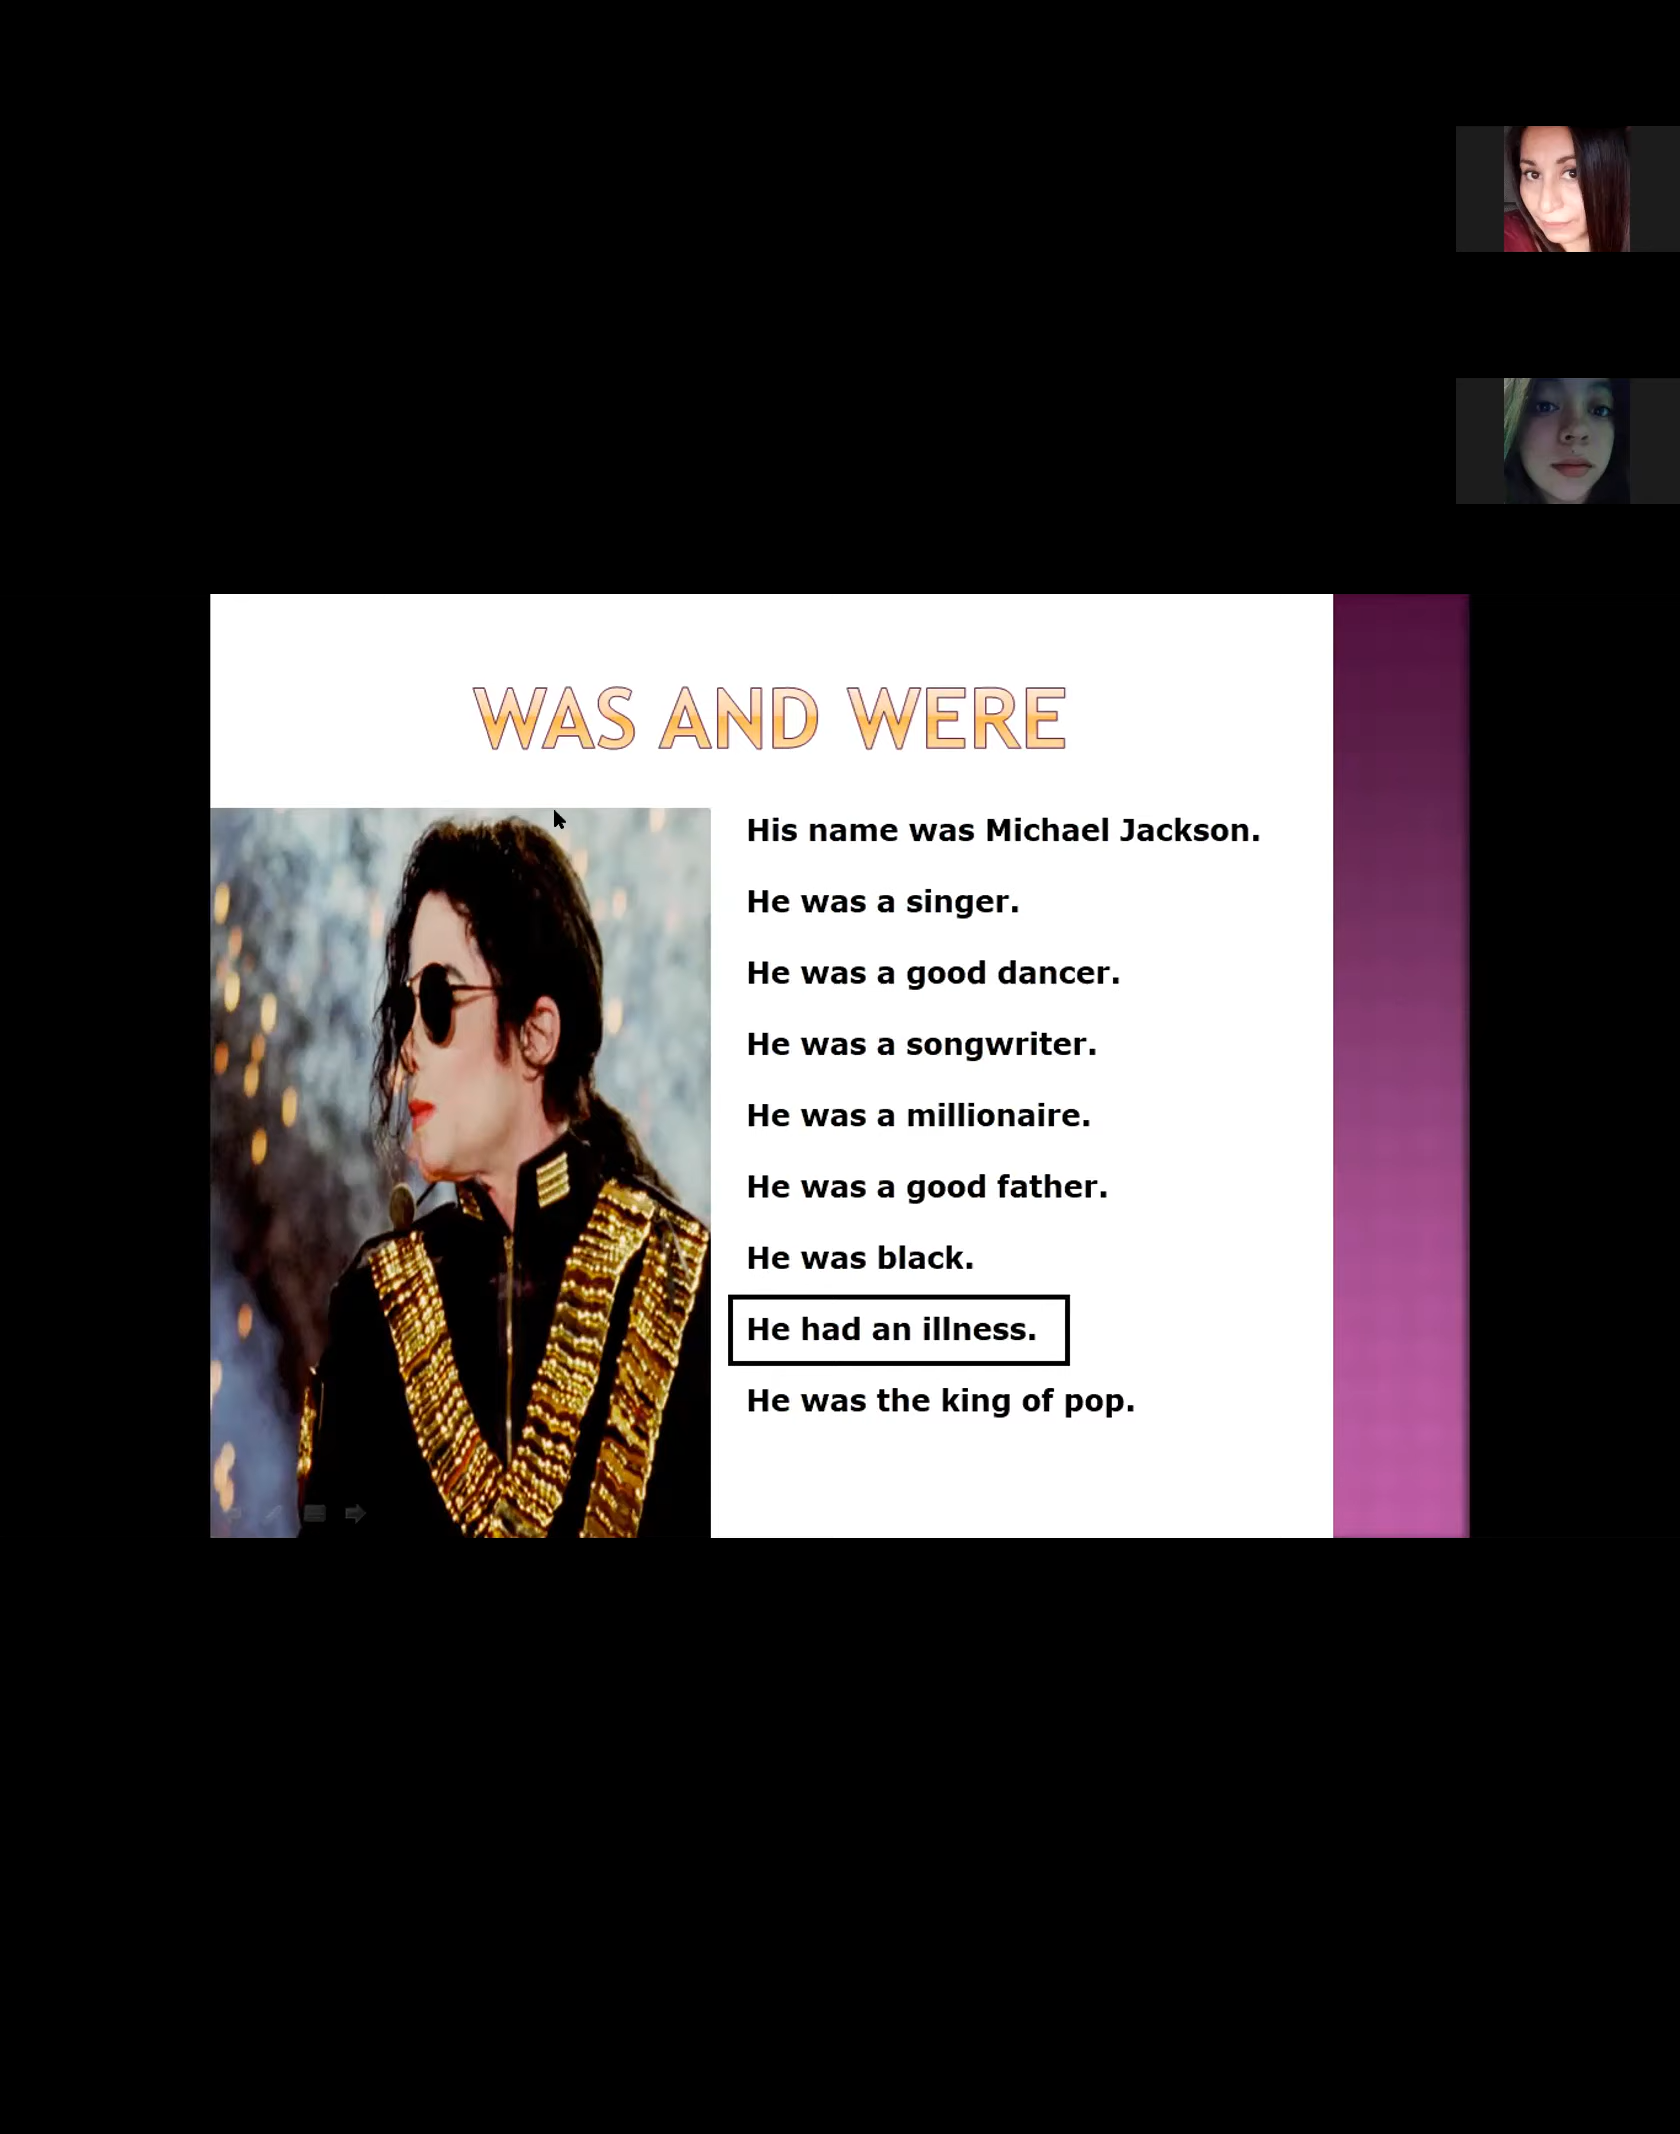 WAS AND WERE
His name was Michael Jackson.
He was a singer.
He was a good dancer.
He was a songwriter.
He was a millionaire.
He was a good father.
He was black.
He had an illness.
He was the king of pop.